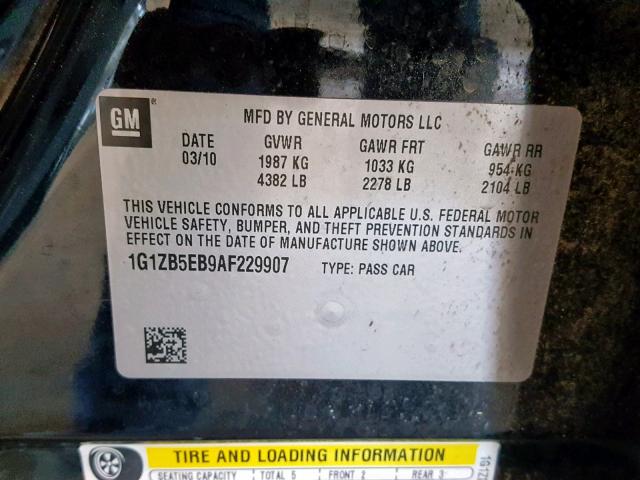 GM
MFD BY GENERAL MOTORS LLC
DATE GVWR GAWR FRT GAWR RR
03/10 1987 KG 1033 KG 954 KG
4382 LB 2278 LB 2104 LB
THIS VEHICLE CONFORMS TO ALL APPLICABLE U.S. FEDERAL MOTOR
VEHICLE SAFETY, BUMPER, AND THEFT PREVENTION STANDARDS IN
EFFECT ON THE DATE OF MANUFACTURE SHOWN ABOVE.
1G1ZB5EB9AF229907 TYPE: PASS CAR
TIRE AND LOADING INFORMATION
SEATING CAPACITY TOTAL 5 FRONT 2 REAR 3
1G1Z